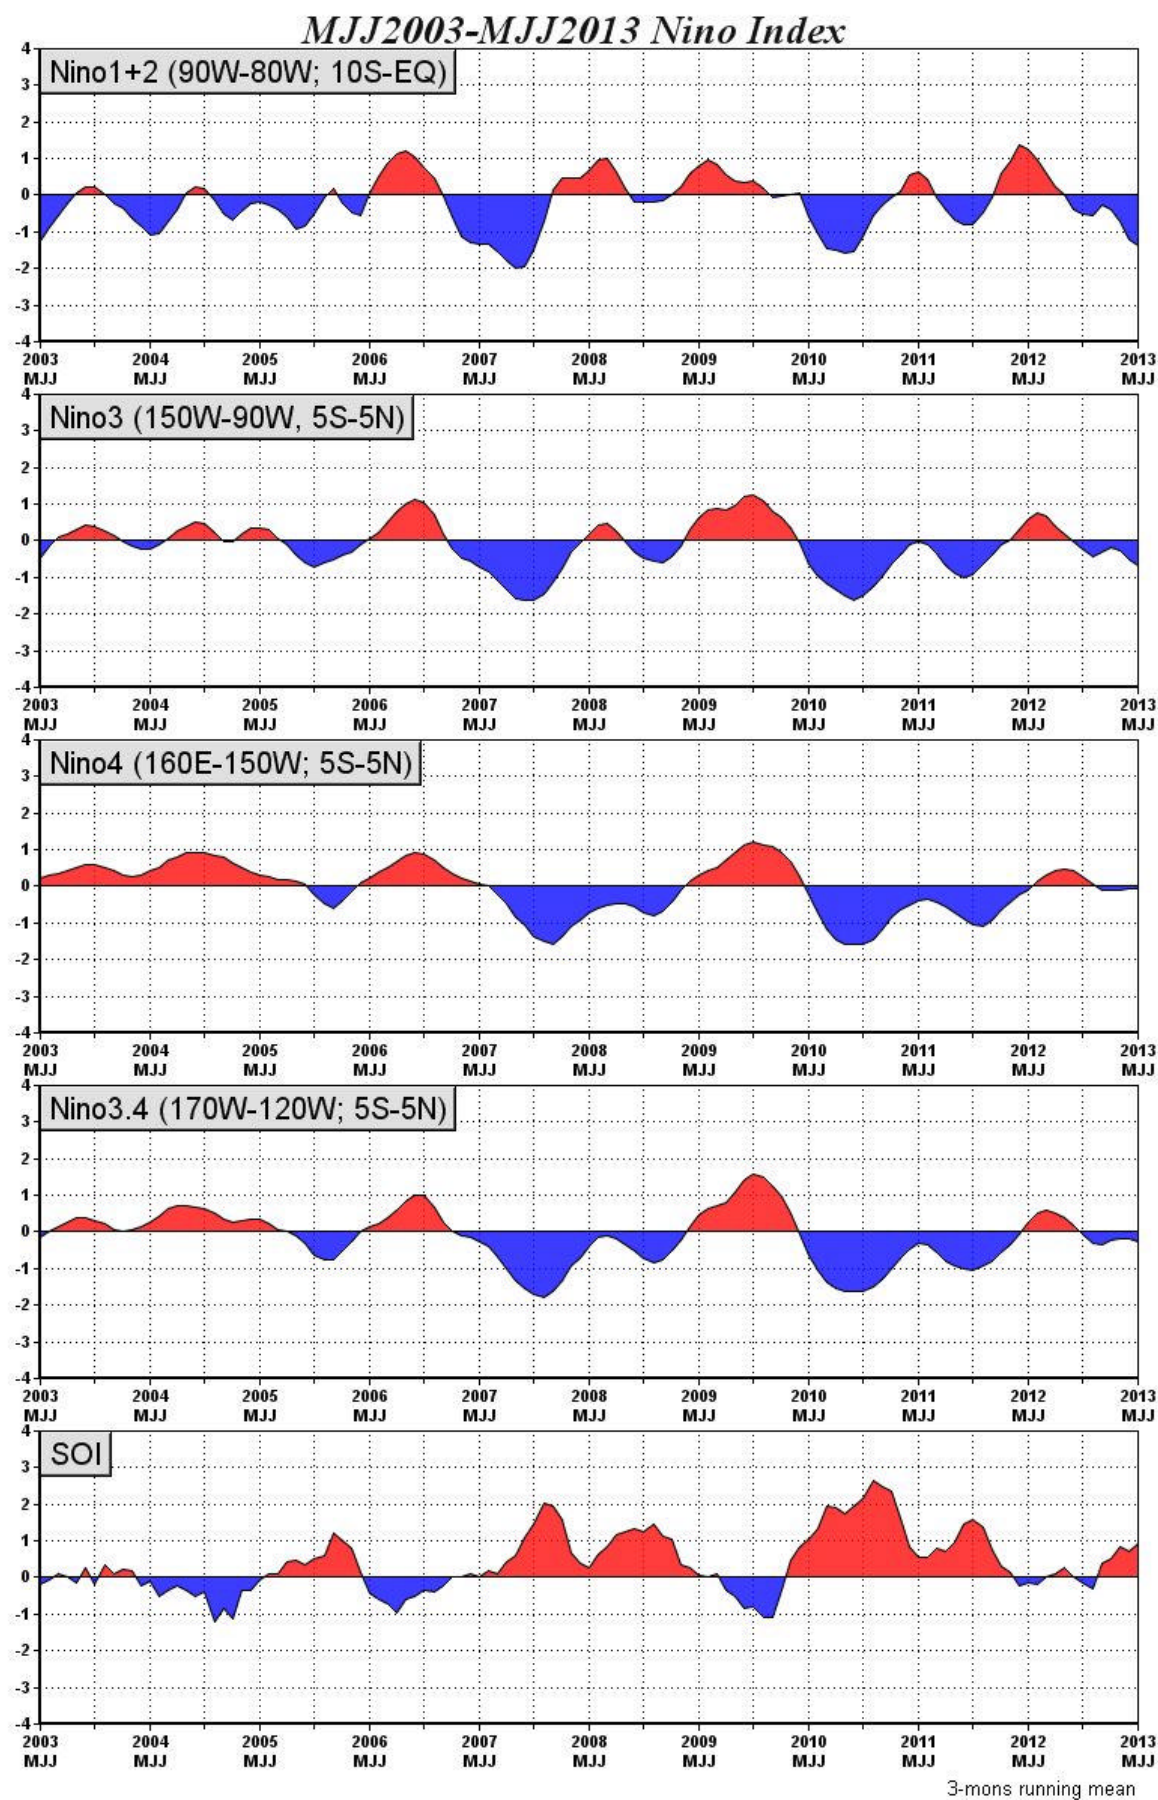 MJJ2003-MJJ2013 Nino Index
Nino1+2 (90W-80W; 10S-EQ)
4
3
2
1
0
-1
-2
-3
-4
2003 2004 2005 2006 2007 2008 2009 2010 2011 2012 2013
MJJ MJJ MJJ MJJ MJJ MJJ MJJ MJJ MJJ MJJ MJJ
Nino3 (150W-90W, 5S-5N)
4
3
2
1
0
-1
-2
-3
-4
2003 2004 2005 2006 2007 2008 2009 2010 2011 2012 2013
MJJ MJJ MJJ MJJ MJJ MJJ MJJ MJJ MJJ MJJ MJJ
Nino4 (160E-150W; 5S-5N)
4
3
2
1
0
-1
-2
-3
-4
2003 2004 2005 2006 2007 2008 2009 2010 2011 2012 2013
MJJ MJJ MJJ MJJ MJJ MJJ MJJ MJJ MJJ MJJ MJJ
Nino3.4 (170W-120W; 5S-5N)
4
3
2
1
0
-1
-2
-3
-4
2003 2004 2005 2006 2007 2008 2009 2010 2011 2012 2013
MJJ MJJ MJJ MJJ MJJ MJJ MJJ MJJ MJJ MJJ MJJ
SOI
4
3
2
1
0
-1
-2
-3
-4
2003 2004 2005 2006 2007 2008 2009 2010 2011 2012 2013
MJJ MJJ MJJ MJJ MJJ MJJ MJJ MJJ MJJ MJJ MJJ
3-mons running mean